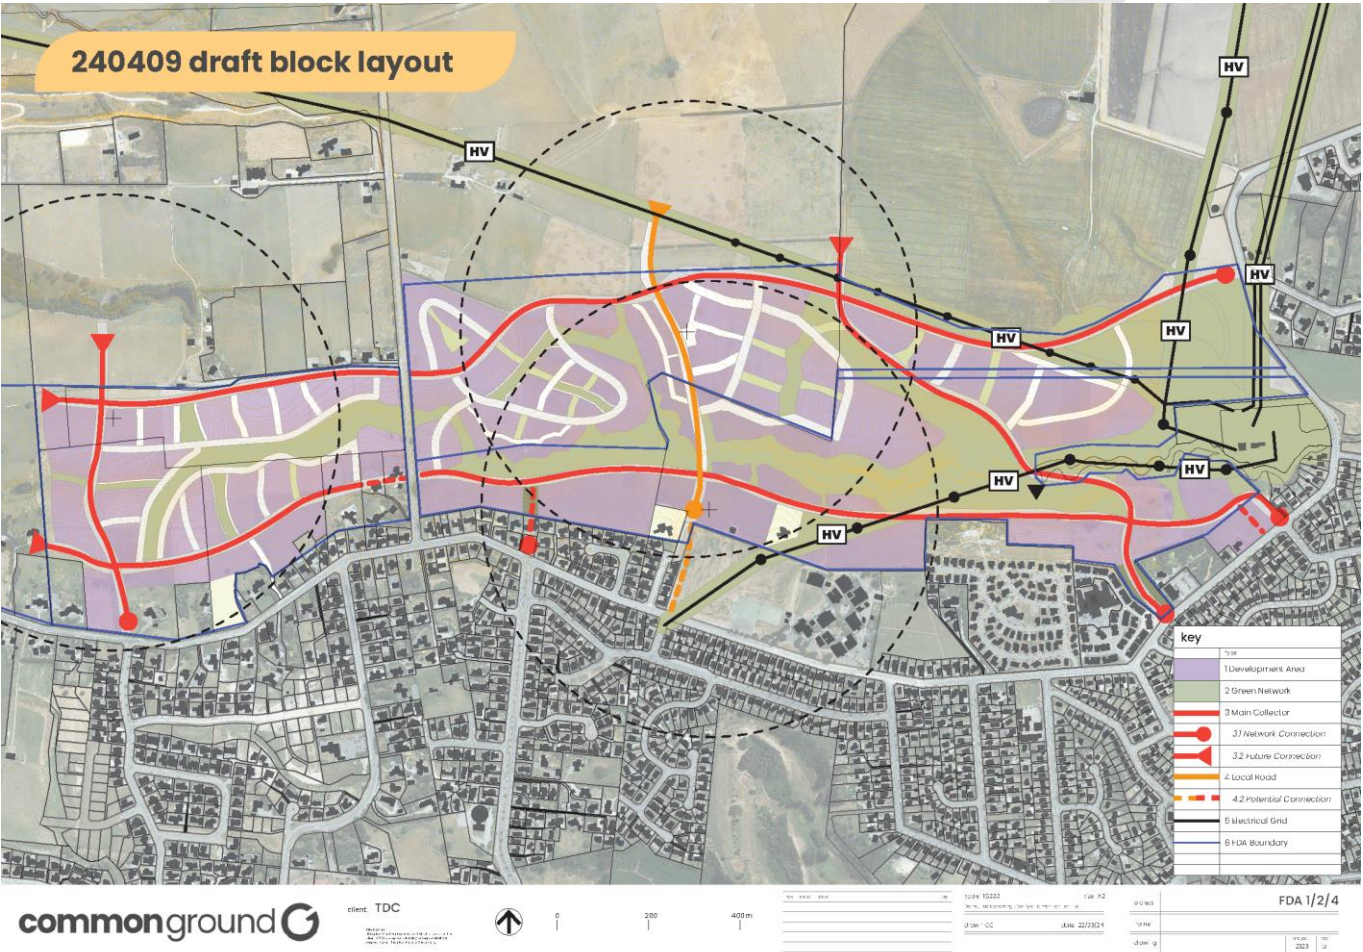 240409 draft block layout
HV
HV
HV
HV
HV
HV
HV
HV
key
Type
1 Development Area
2 Green Network
3 Main Collector
3.1 Network Connection
3.2 Future Connection
4 Local Road
4.2 Potential Connection
5 Electrical Grid
6 FDA Boundary
commonground
client: TDC
0 200 400m
date: 22/03/24
FDA 1/2/4
2823